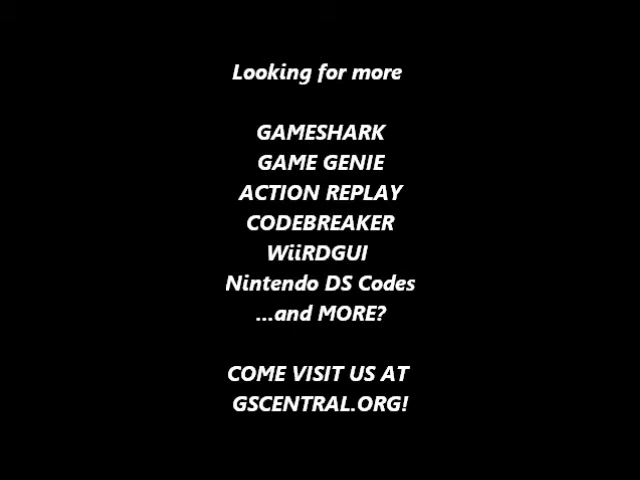 Looking for more
GAMESHARK
GAME GENIE
ACTION REPLAY
CODEBREAKER
WiiRDGUI
Nintendo DS Codes
...and MORE?
COME VISIT US AT
GSCENTRAL.ORG!